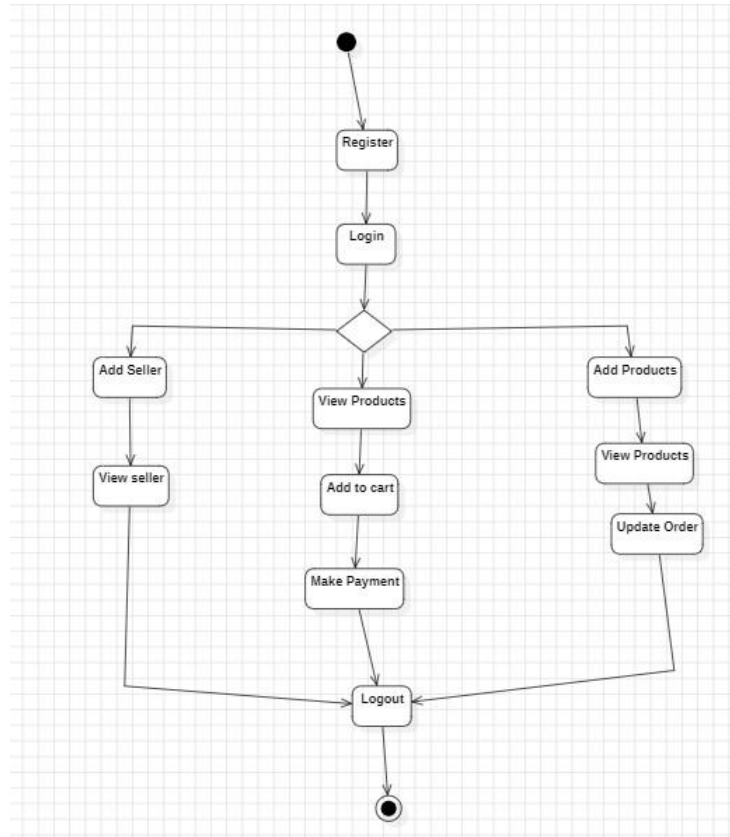 Register
Login
Add Seller
Add Products
View Products
View Products
View seller
Add to cart
Update Order
Make Payment
Logout